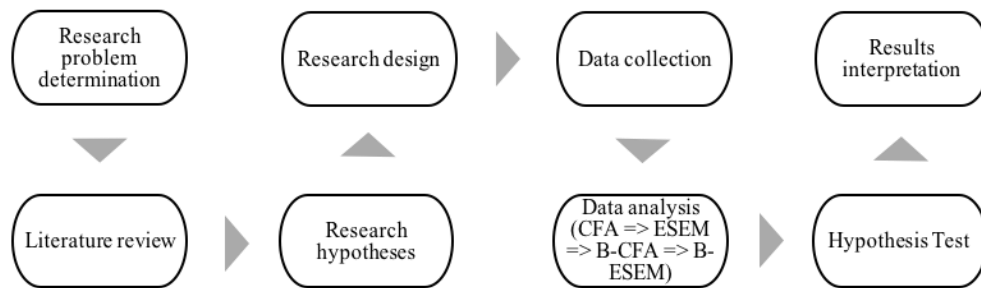 Research
problem
determination
Literature review
Research
hypotheses
Research design
Data collection
Data analysis
(CFA => ESEM
=> B-CFA => B-
ESEM)
Hypothesis Test
Results
interpretation